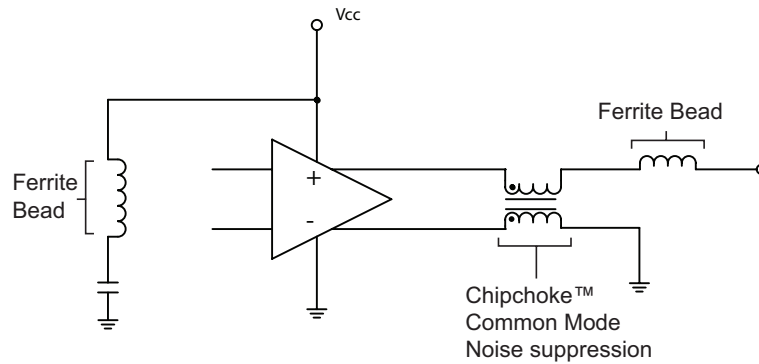 Vcc
Ferrite Bead
Ferrite
Bead
+
-
Chipchoke™
Common Mode
Noise suppression